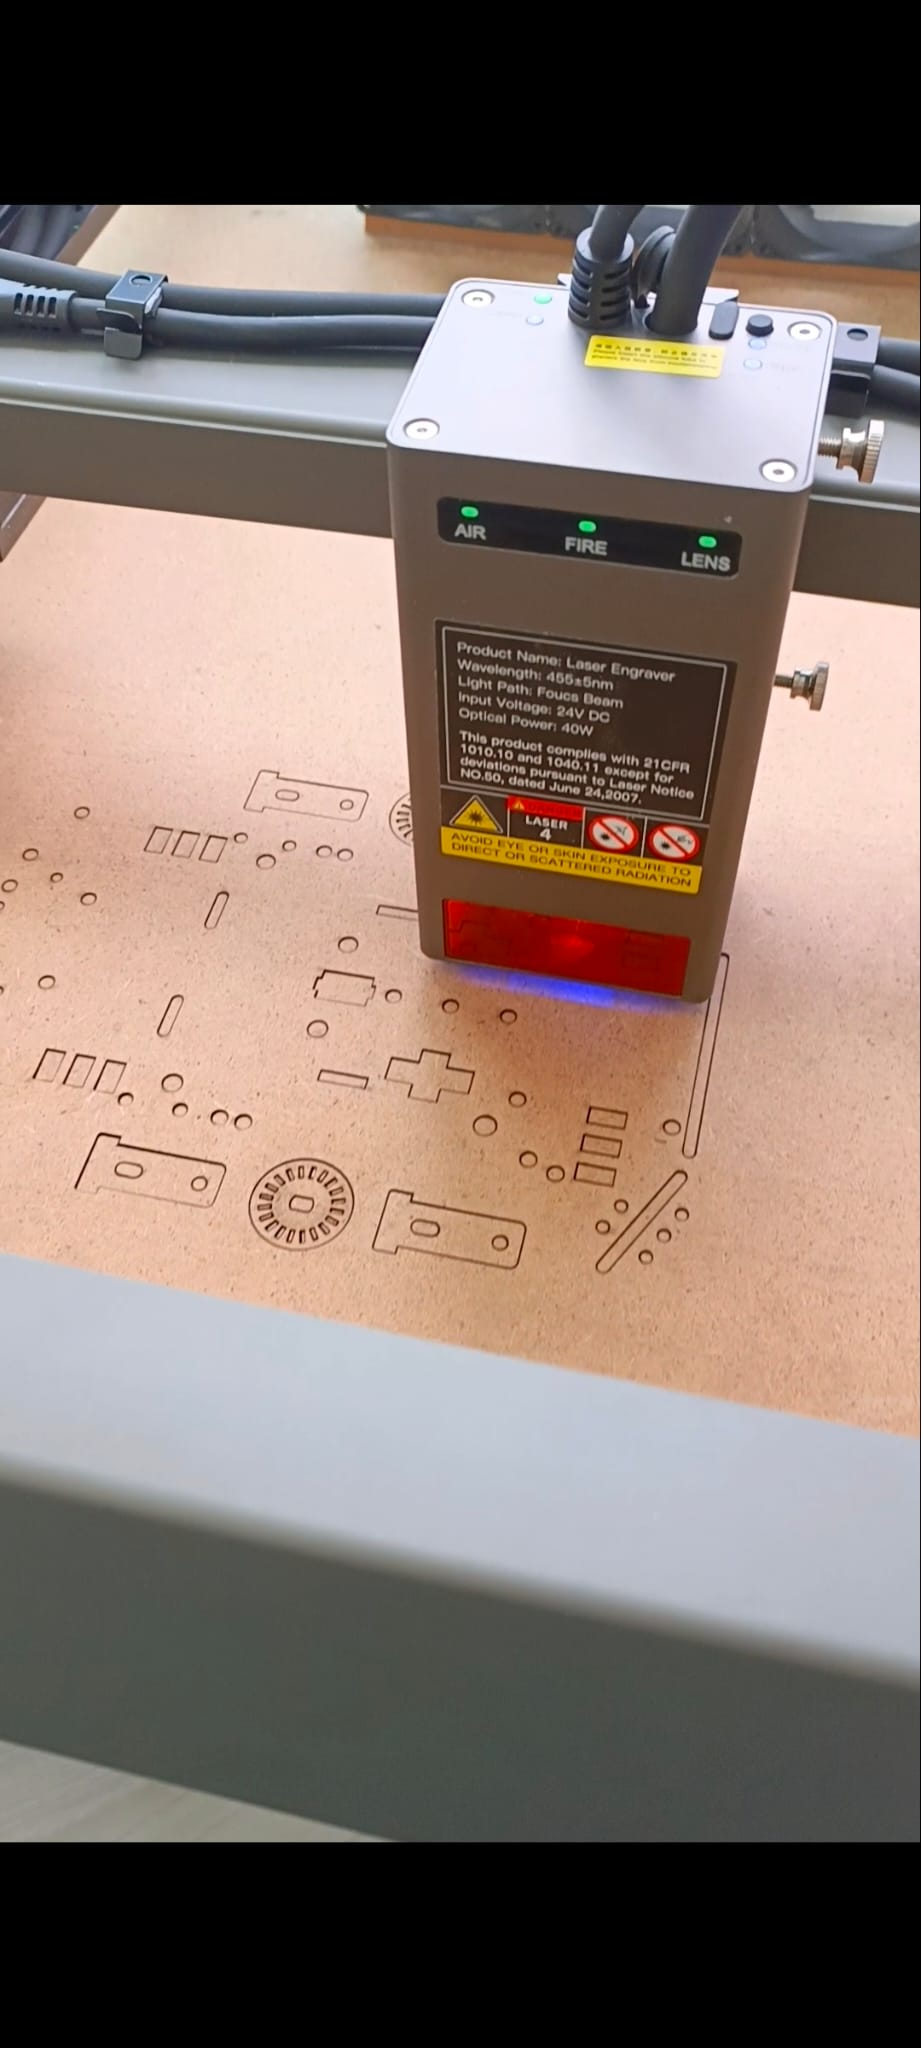 AIR
FIRE
LENS
Product Name: Laser Engraver
Wavelength: 455±5nm
Light Path: Foucs Beam
Input Voltage: 24V DC
Optical Power: 40W
This product complies with 21CFR
1010.10 and 1040.11 except for
deviations pursuant to Laser Notice
NO.50, dated June 24,2007.
DANGER
LASER
4
AVOID EYE OR SKIN EXPOSURE TO
DIRECT OR SCATTERED RADIATION